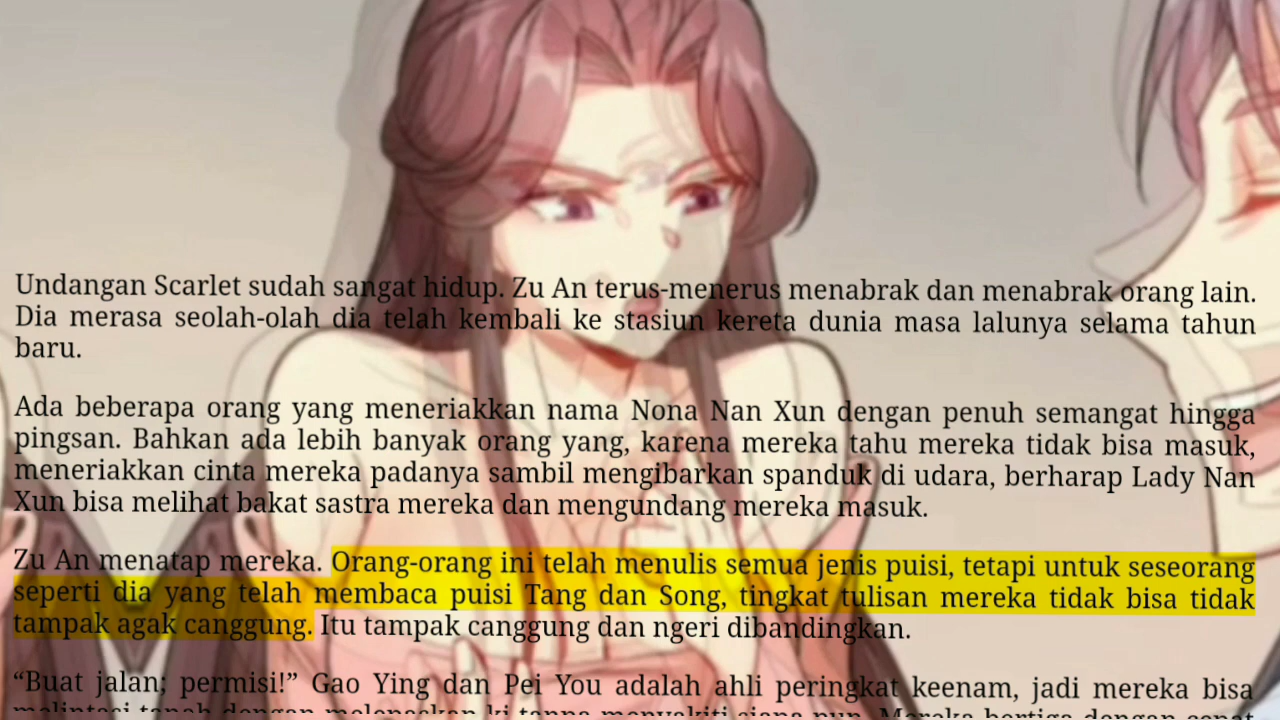 Undangan Scarlet sudah sangat hidup. Zu An terus-menerus menabrak dan menabrak orang lain.
Dia merasa seolah-olah dia telah kembali ke stasiun kereta dunia masa lalunya selama tahun
baru.
Ada beberapa orang yang meneriakkan nama Nona Nan Xun dengan penuh semangat hingga
pingsan. Bahkan ada lebih banyak orang yang, karena mereka tahu mereka tidak bisa masuk,
meneriakkan cinta mereka padanya sambil mengibarkan spanduk di udara, berharap Lady Nan
Xun bisa melihat bakat sastra mereka dan mengundang mereka masuk.
Zu An menatap mereka. Orang-orang ini telah menulis semua jenis puisi, tetapi untuk seseorang
seperti dia yang telah membaca puisi Tang dan Song, tingkat tulisan mereka tidak bisa tidak
tampak agak canggung. Itu tampak canggung dan ngeri dibandingkan.
“Buat jalan; permisi!” Gao Ying dan Pei You adalah ahli peringkat keenam, jadi mereka bisa